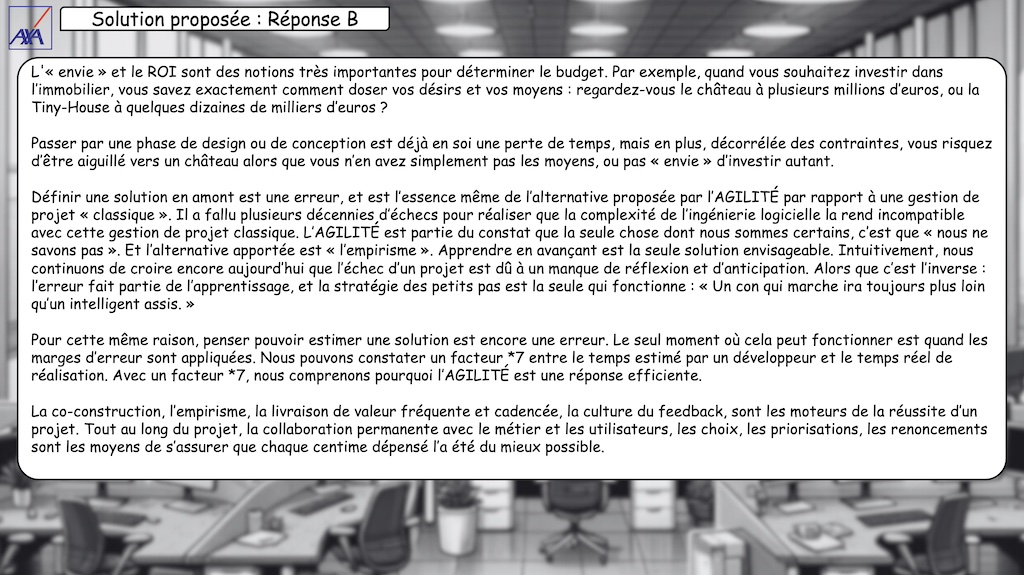 AXA
Solution proposée : Réponse B
L'« envie » et le ROI sont des notions très importantes pour déterminer le budget. Par exemple, quand vous souhaitez investir dans
l’immobilier, vous savez exactement comment doser vos désirs et vos moyens : regardez-vous le château à plusieurs millions d’euros, ou la
Tiny-House à quelques dizaines de milliers d’euros ?
Passer par une phase de design ou de conception est déjà en soi une perte de temps, mais en plus, décorrélée des contraintes, vous risquez
d’être aiguillé vers un château alors que vous n’en avez simplement pas les moyens, ou pas « envie » d’investir autant.
Définir une solution en amont est une erreur, et est l’essence même de l’alternative proposée par l’AGILITÉ par rapport à une gestion de
projet « classique ». Il a fallu plusieurs décennies d’échecs pour réaliser que la complexité de l’ingénierie logicielle la rend incompatible
avec cette gestion de projet classique. L’AGILITÉ est partie du constat que la seule chose dont nous sommes certains, c’est que « nous ne
savons pas ». Et l’alternative apportée est « l’empirisme ». Apprendre en avançant est la seule solution envisageable. Intuitivement, nous
continuons de croire encore aujourd’hui que l’échec d’un projet est dû à un manque de réflexion et d’anticipation. Alors que c’est l’inverse :
l’erreur fait partie de l’apprentissage, et la stratégie des petits pas est la seule qui fonctionne : « Un con qui marche ira toujours plus loin
qu’un intelligent assis. »
Pour cette même raison, penser pouvoir estimer une solution est encore une erreur. Le seul moment où cela peut fonctionner est quand les
marges d’erreur sont appliquées. Nous pouvons constater un facteur *7 entre le temps estimé par un développeur et le temps réel de
réalisation. Avec un facteur *7, nous comprenons pourquoi l’AGILITÉ est une réponse efficiente.
La co-construction, l’empirisme, la livraison de valeur fréquente et cadencée, la culture du feedback, sont les moteurs de la réussite d’un
projet. Tout au long du projet, la collaboration permanente avec le métier et les utilisateurs, les choix, les priorisations, les renoncements
sont les moyens de s’assurer que chaque centime dépensé l’a été du mieux possible.